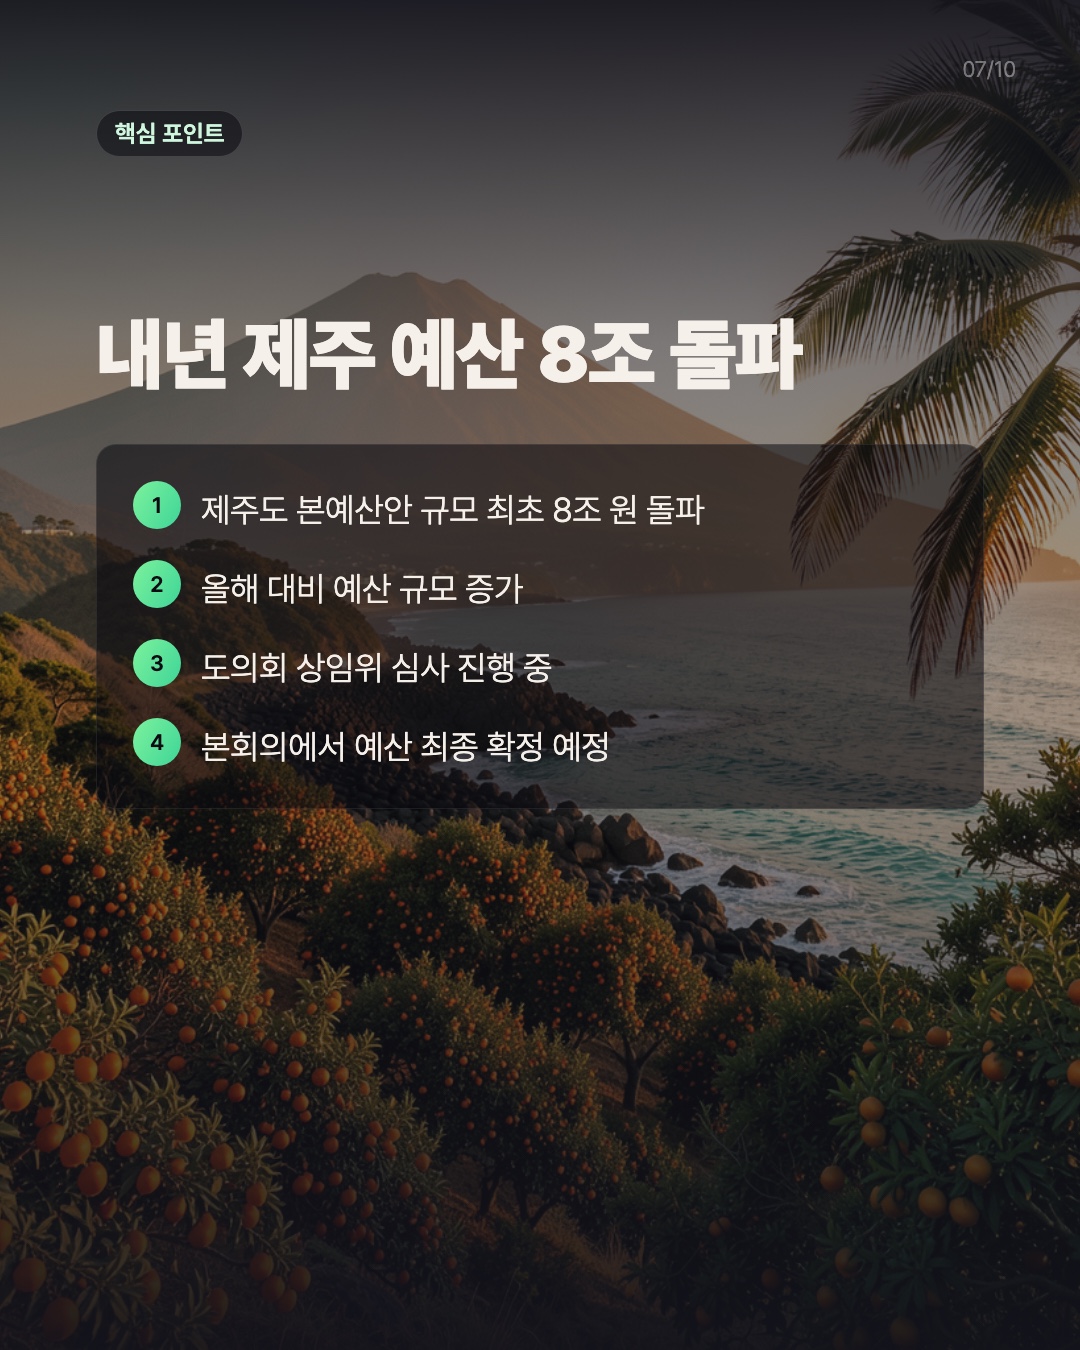 07/10
핵심 포인트
내년 제주 예산 8조 돌파
1 제주도 본예산안 규모 최초 8조 원 돌파
2 올해 대비 예산 규모 증가
3 도의회 상임위 심사 진행 중
4 본회의에서 예산 최종 확정 예정